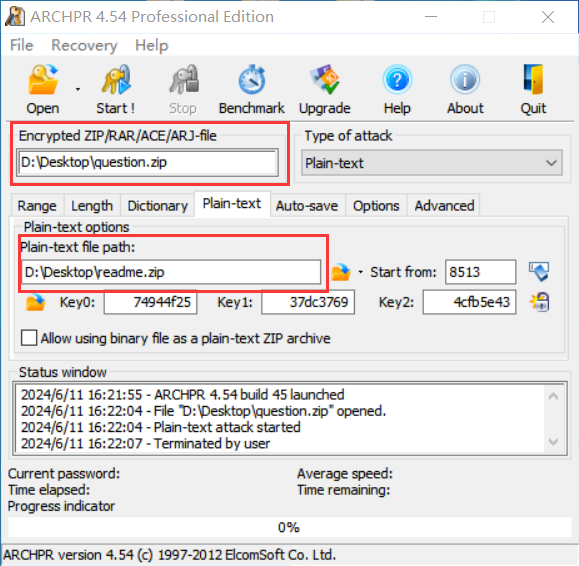 ARCHPR 4.54 Professional Edition
File Recovery Help
Open Start ! Stop Benchmark Upgrade Help About Quit
Encrypted ZIP/RAR/ACE/ARJ-file Type of attack
D:\Desktop\question.zip Plain-text
Range Length Dictionary Plain-text Auto-save Options Advanced
Plain-text options
Plain-text file path:
D:\Desktop\readme.zip Start from: 8513
Key0: 74944f25 Key1: 37dc3769 Key2: 4cfb5e43
Allow using binary file as a plain-text ZIP archive
Status window
2024/6/11 16:21:55 - ARCHPR 4.54 build 45 launched
2024/6/11 16:22:04 - File "D:\Desktop\question.zip" opened.
2024/6/11 16:22:04 - Plain-text attack started
2024/6/11 16:22:07 - Terminated by user
Current password: Average speed:
Time elapsed: Time remaining:
Progress indicator
0%
ARCHPR version 4.54 (c) 1997-2012 ElcomSoft Co. Ltd.